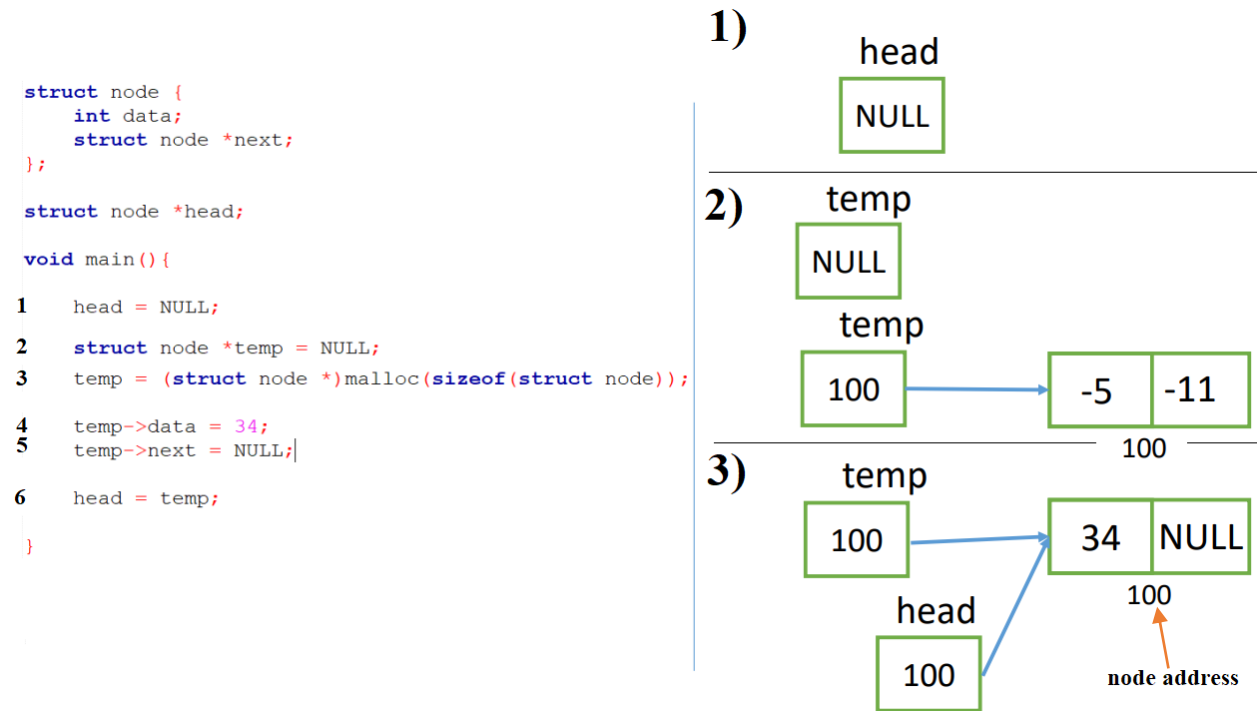 struct node {
int data;
struct node *next;
};
struct node *head;
void main(){
1 head = NULL;
2 struct node *temp = NULL;
3 temp = (struct node *)malloc(sizeof(struct node));
4 temp->data = 34;
5 temp->next = NULL;
6 head = temp;
}
1)
head
NULL
2)
temp
NULL
temp
100
-5 -11
100
3)
temp
100
34 NULL
100
head
100
node address